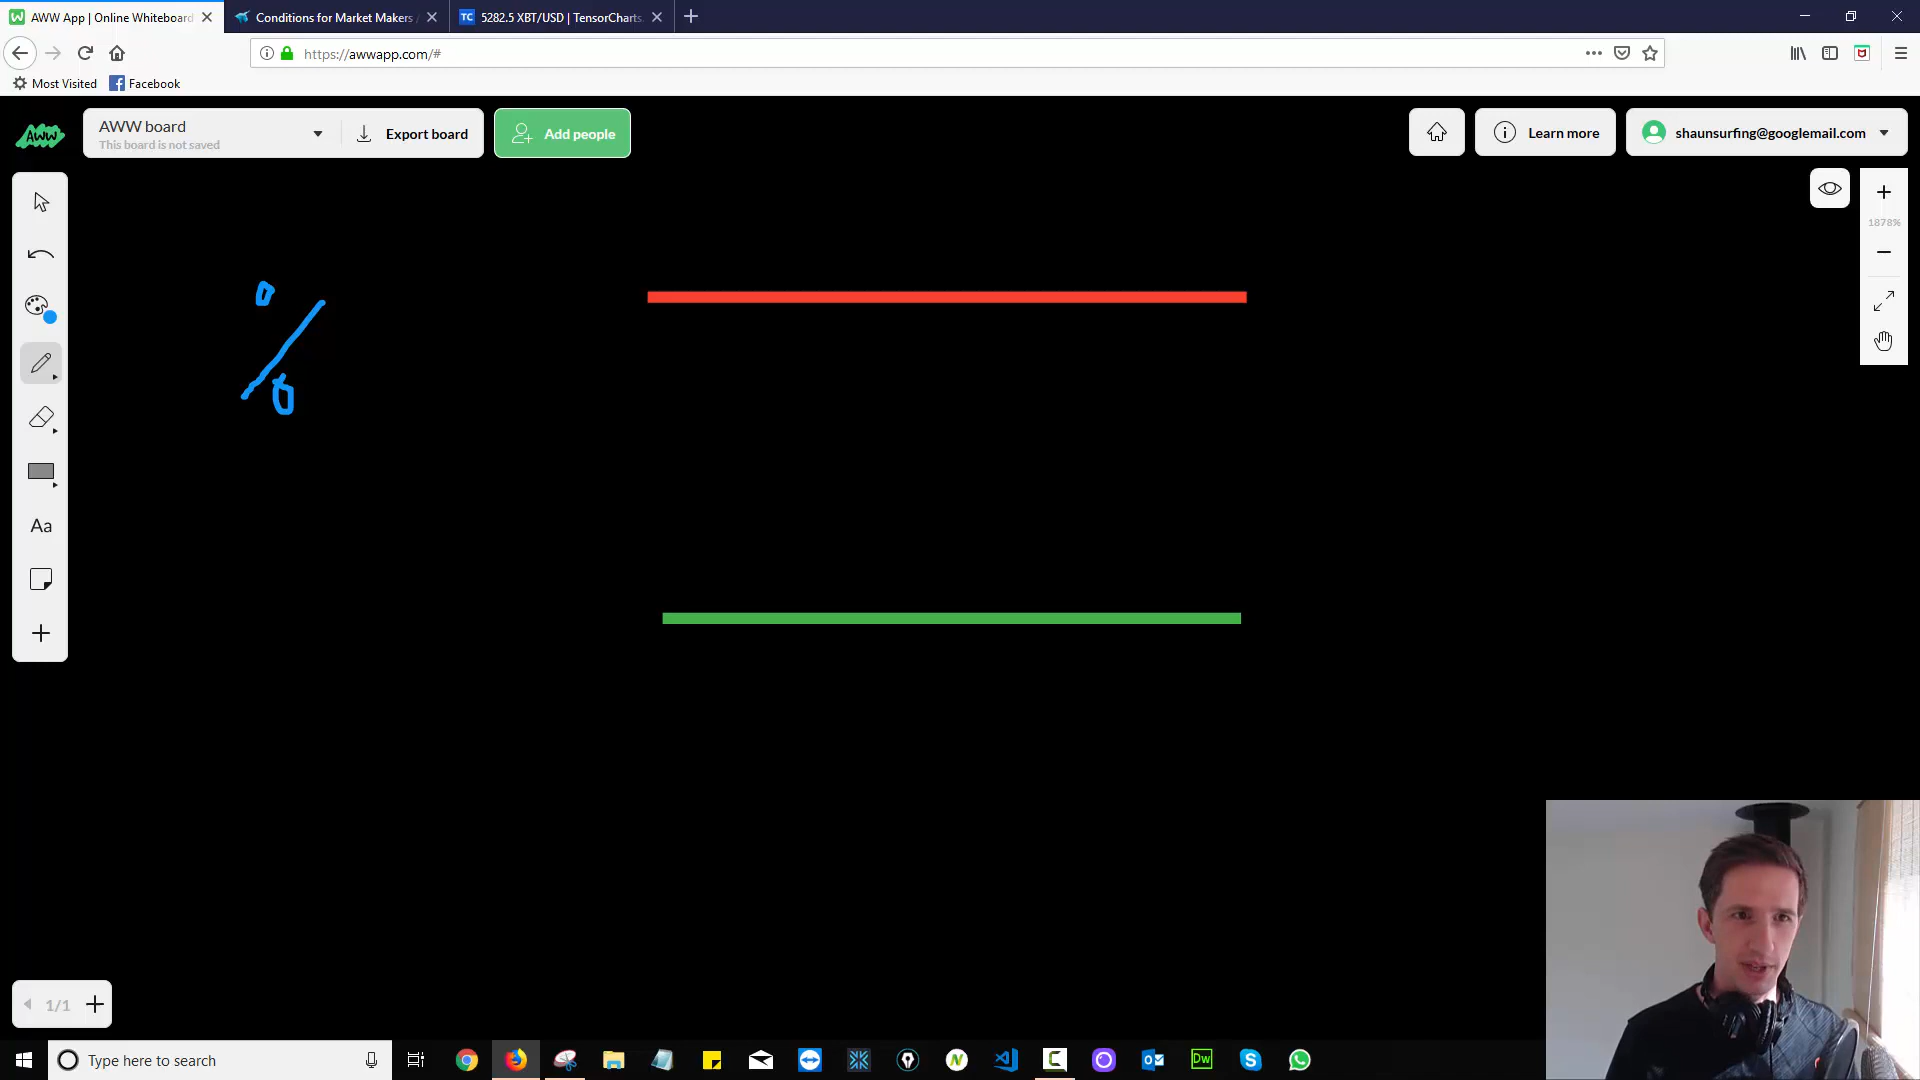 AWW App | Online Whiteboard
Conditions for Market Makers
5282.5 XBT/USD | TensorCharts
https://awwapp.com/#
Most Visited
Facebook
AWW
AWW board
This board is not saved
Export board
Add people
Learn more
shaunsurfing@googlemail.com
1878%
%
Aa
1/1
Type here to search